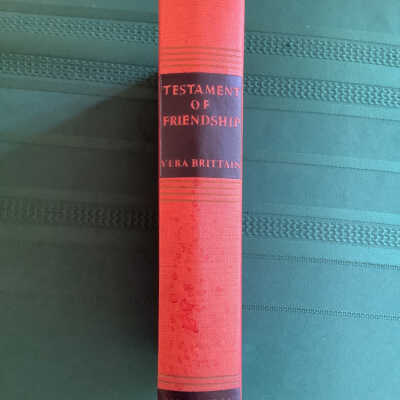 TESTAMENT
OF
FRIENDSHIP
VERA BRITTAIN